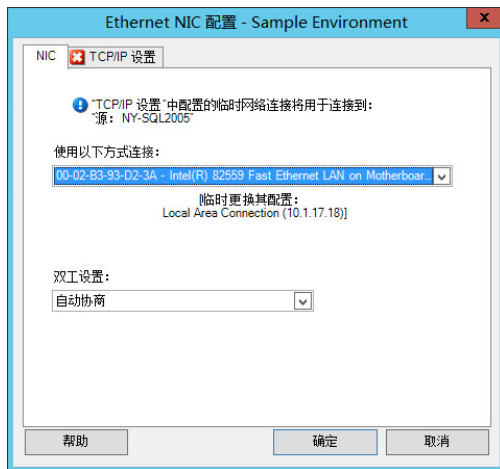 Ethernet NIC 配置 - Sample Environment
x
NIC
TCP/IP 设置
"TCP/IP 设置"中配置的临时网络连接将用于连接到:
"源: NY-SQL2005"
使用以下方式连接:
00-02-B3-93-D2-3A - Intel(R) 82559 Fast Ethernet LAN on Motherboar...
[临时更换其配置:
Local Area Connection (10.1.17.18)]
双工设置:
自动协商
帮助
确定
取消